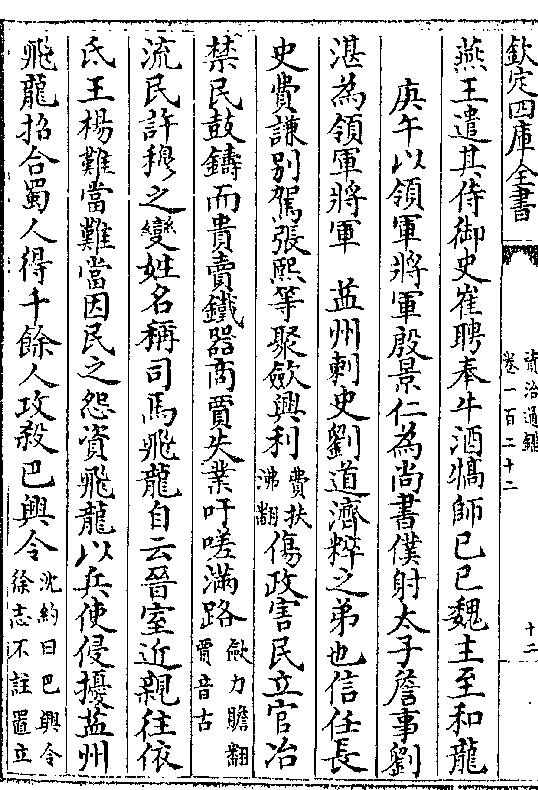 欽定四庫全書
資治通鑑
卷一百二十二
十二
燕王遣其侍御史崔聘奉牛酒犒師己巳魏主至和龍
庚午以領軍將軍殷景仁為尚書僕射太子詹事劉
湛為領軍將軍 益州刺史劉道濟粹之弟也信任長
史費謙别駕張熙等聚歛興利費扶沸翻傷政害民立官冶
禁民鼓鑄而貴賣鐵器商賈失業吁嗟滿路歛力贍翻賈音古
流民許穆之變姓名稱司馬飛龍自云晉室近親往依
氐王楊難當難當因民之怨資飛龍以兵使侵擾益州
飛龍招合蜀人得千餘人攻殺巴興令沈約曰巴興令徐志不註置立